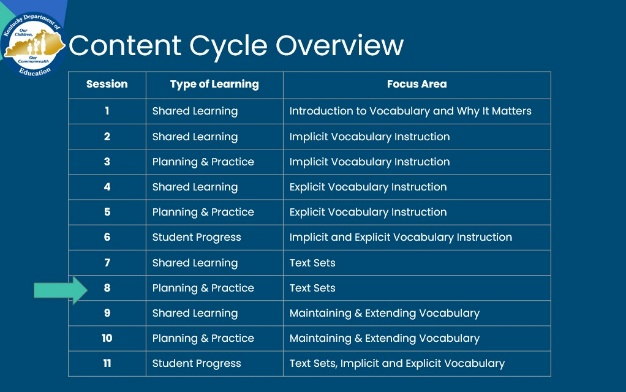 Kentucky Department of
Our Children,
Our Commonwealth
Education
Content Cycle Overview
Session Type of Learning Focus Area
1 Shared Learning Introduction to Vocabulary and Why It Matters
2 Shared Learning Implicit Vocabulary Instruction
3 Planning & Practice Implicit Vocabulary Instruction
4 Shared Learning Explicit Vocabulary Instruction
5 Planning & Practice Explicit Vocabulary Instruction
6 Student Progress Implicit and Explicit Vocabulary Instruction
7 Shared Learning Text Sets
8 Planning & Practice Text Sets
9 Shared Learning Maintaining & Extending Vocabulary
10 Planning & Practice Maintaining & Extending Vocabulary
11 Student Progress Text Sets, Implicit and Explicit Vocabulary